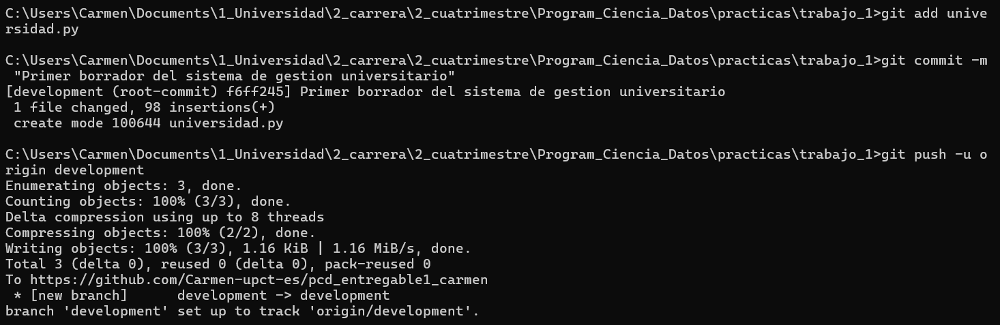 C:\Users\Carmen\Documents\1_Universidad\2_carrera\2_cuatrimestre\Program_Ciencia_Datos\practicas\trabajo_1>git add unive
rsidad.py
C:\Users\Carmen\Documents\1_Universidad\2_carrera\2_cuatrimestre\Program_Ciencia_Datos\practicas\trabajo_1>git commit -m
 "Primer borrador del sistema de gestion universitario"
[development (root-commit) f6ff245] Primer borrador del sistema de gestion universitario
 1 file changed, 98 insertions(+)
 create mode 100644 universidad.py
C:\Users\Carmen\Documents\1_Universidad\2_carrera\2_cuatrimestre\Program_Ciencia_Datos\practicas\trabajo_1>git push -u o
rigin development
Enumerating objects: 3, done.
Counting objects: 100% (3/3), done.
Delta compression using up to 8 threads
Compressing objects: 100% (2/2), done.
Writing objects: 100% (3/3), 1.16 KiB | 1.16 MiB/s, done.
Total 3 (delta 0), reused 0 (delta 0), pack-reused 0
To https://github.com/Carmen-upct-es/pcd_entregable1_carmen
 * [new branch]      development -> development
branch 'development' set up to track 'origin/development'.